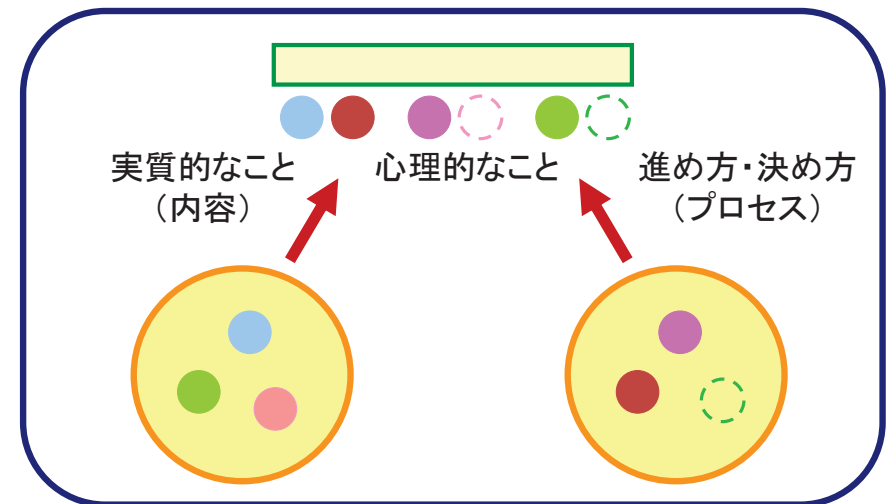 実質的なこと
（内容）
心理的なこと
進め方・決め方
（プロセス）